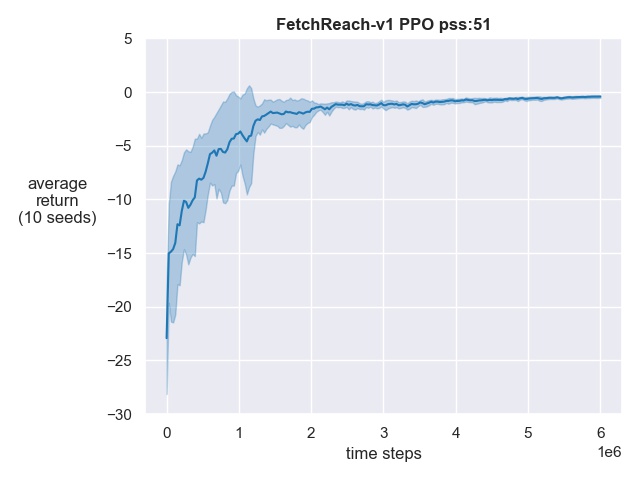 FetchReach-v1 PPO pss:51
5
0
−5
−10
−15
−20
−25
−30
average
return
(10 seeds)
0 1 2 3 4 5 6
1e6
time steps